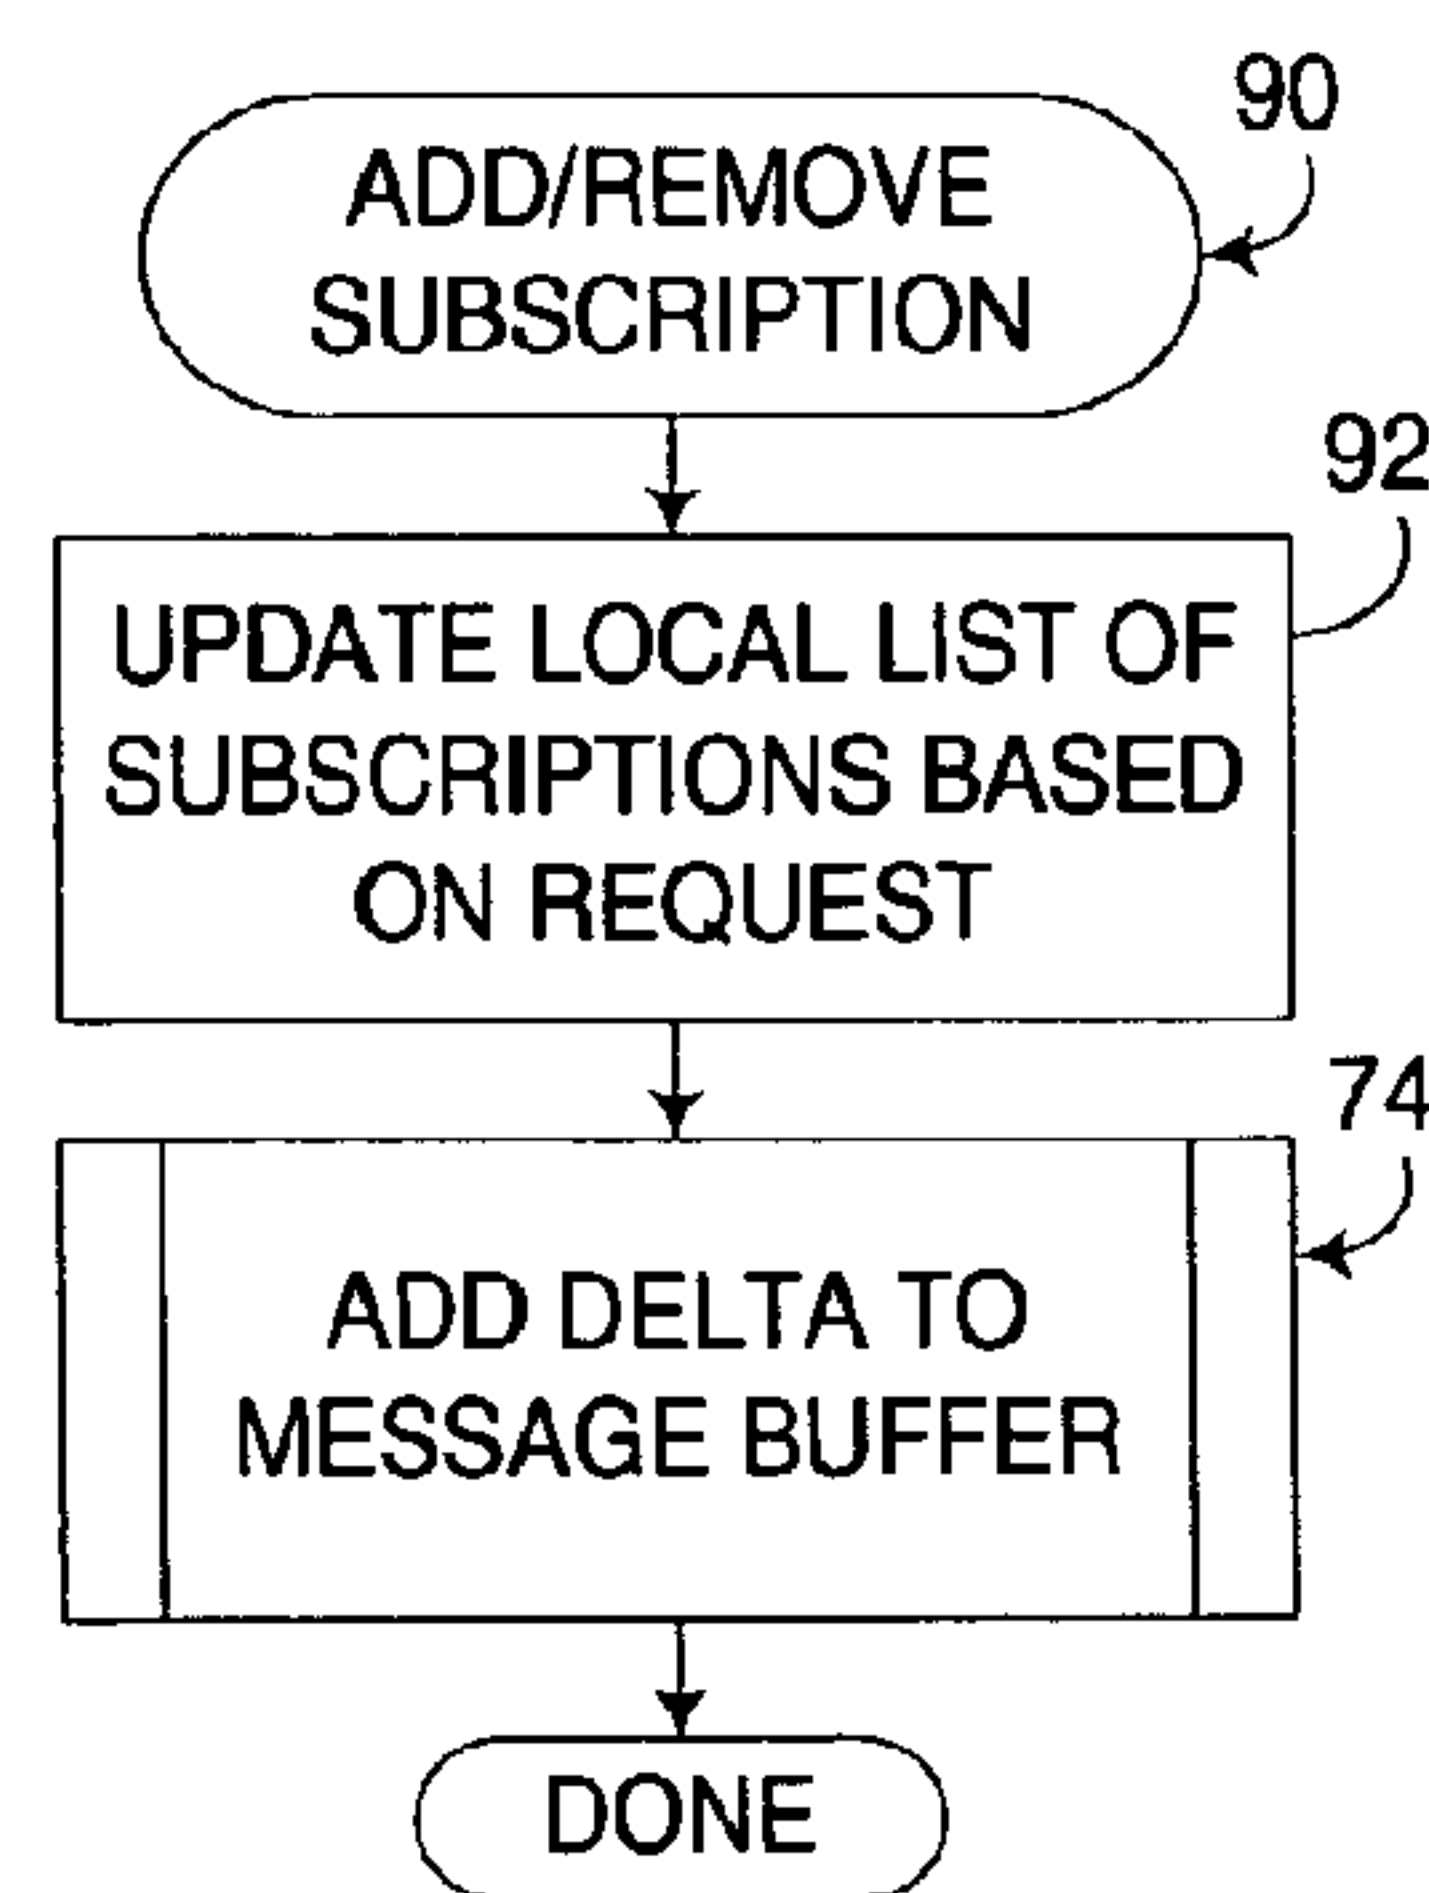 90
ADD/REMOVE
SUBSCRIPTION
92
UPDATE LOCAL LIST OF
SUBSCRIPTIONS BASED
ON REQUEST
74
ADD DELTA TO
MESSAGE BUFFER
DONE